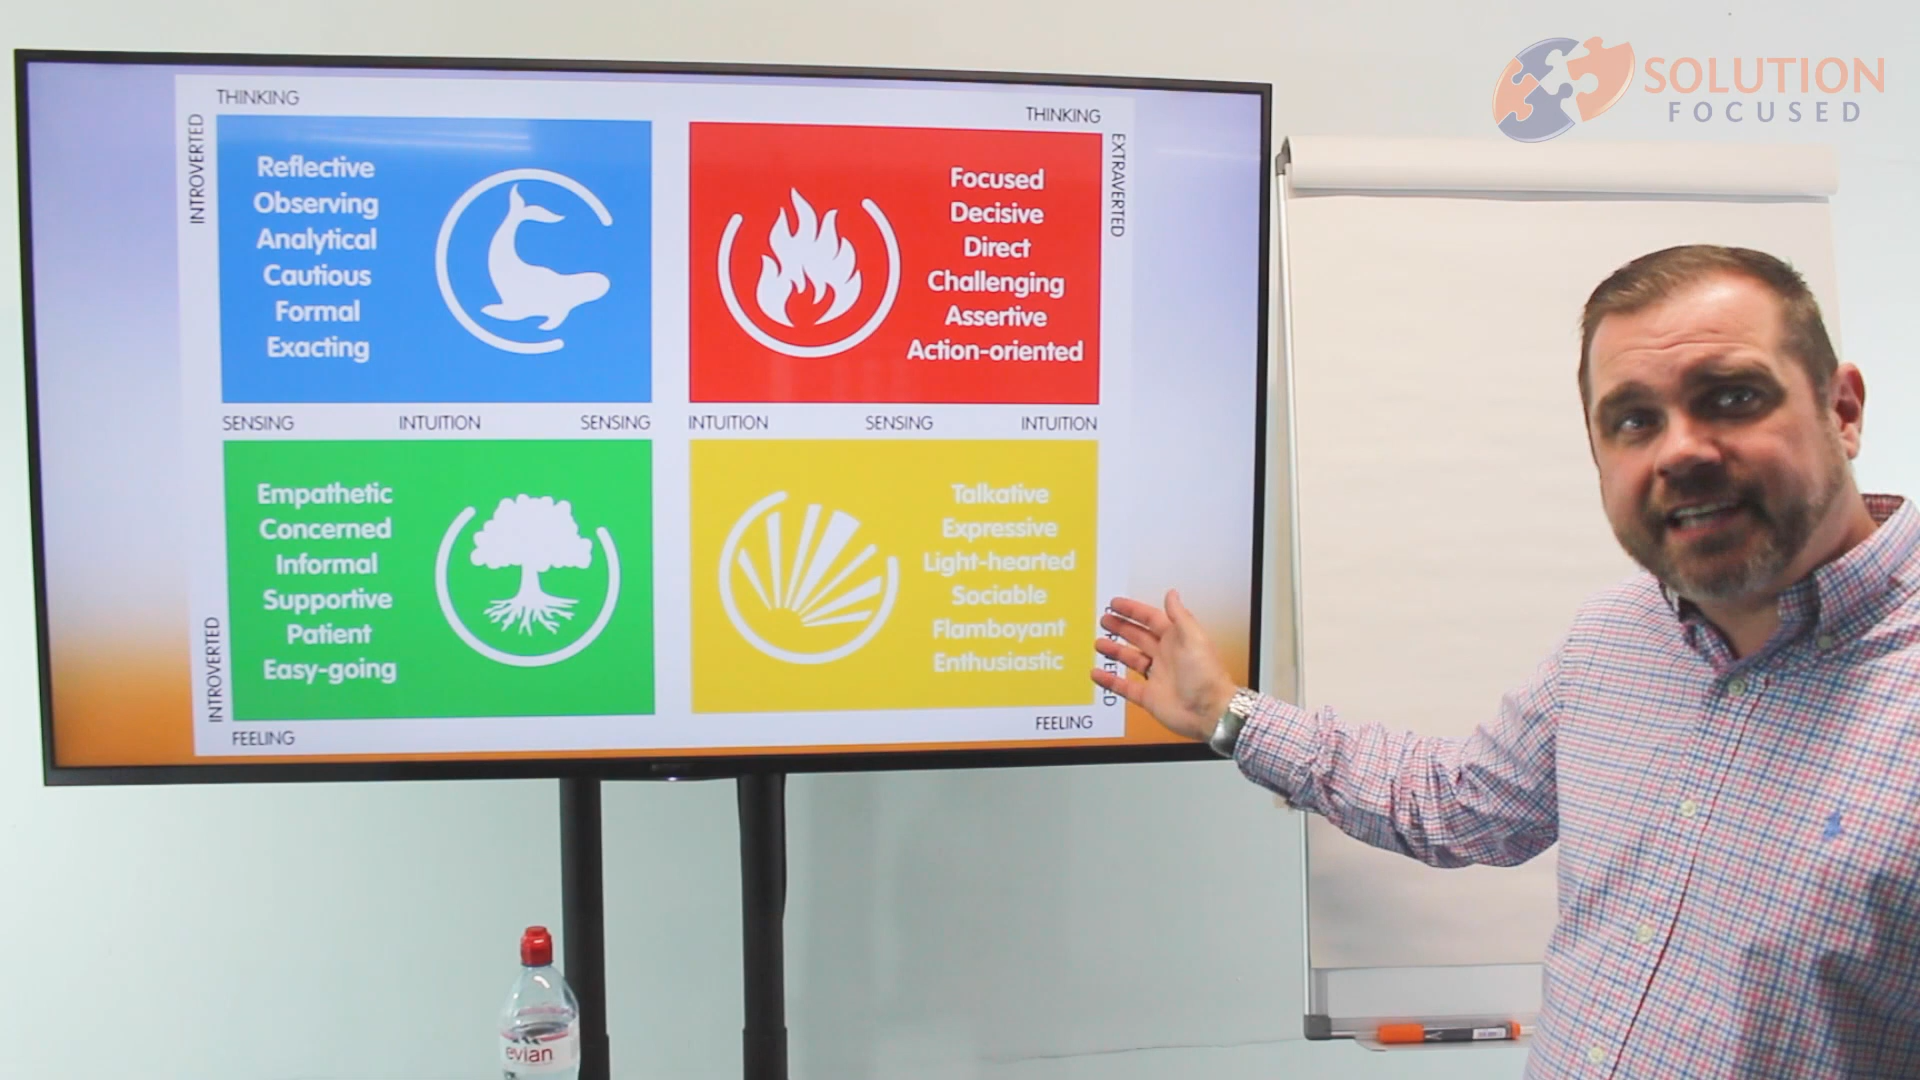 SOLUTION
FOCUSED
THINKING
THINKING
INTROVERTED
EXTRAVERTED
Reflective
Observing
Analytical
Cautious
Formal
Exacting
Focused
Decisive
Direct
Challenging
Assertive
Action-oriented
SENSING INTUITION SENSING INTUITION SENSING INTUITION
Empathetic
Concerned
Informal
Supportive
Patient
Easy-going
Talkative
Expressive
Light-hearted
Sociable
Flamboyant
Enthusiastic
INTROVERTED
FEELING
FEELING
evian